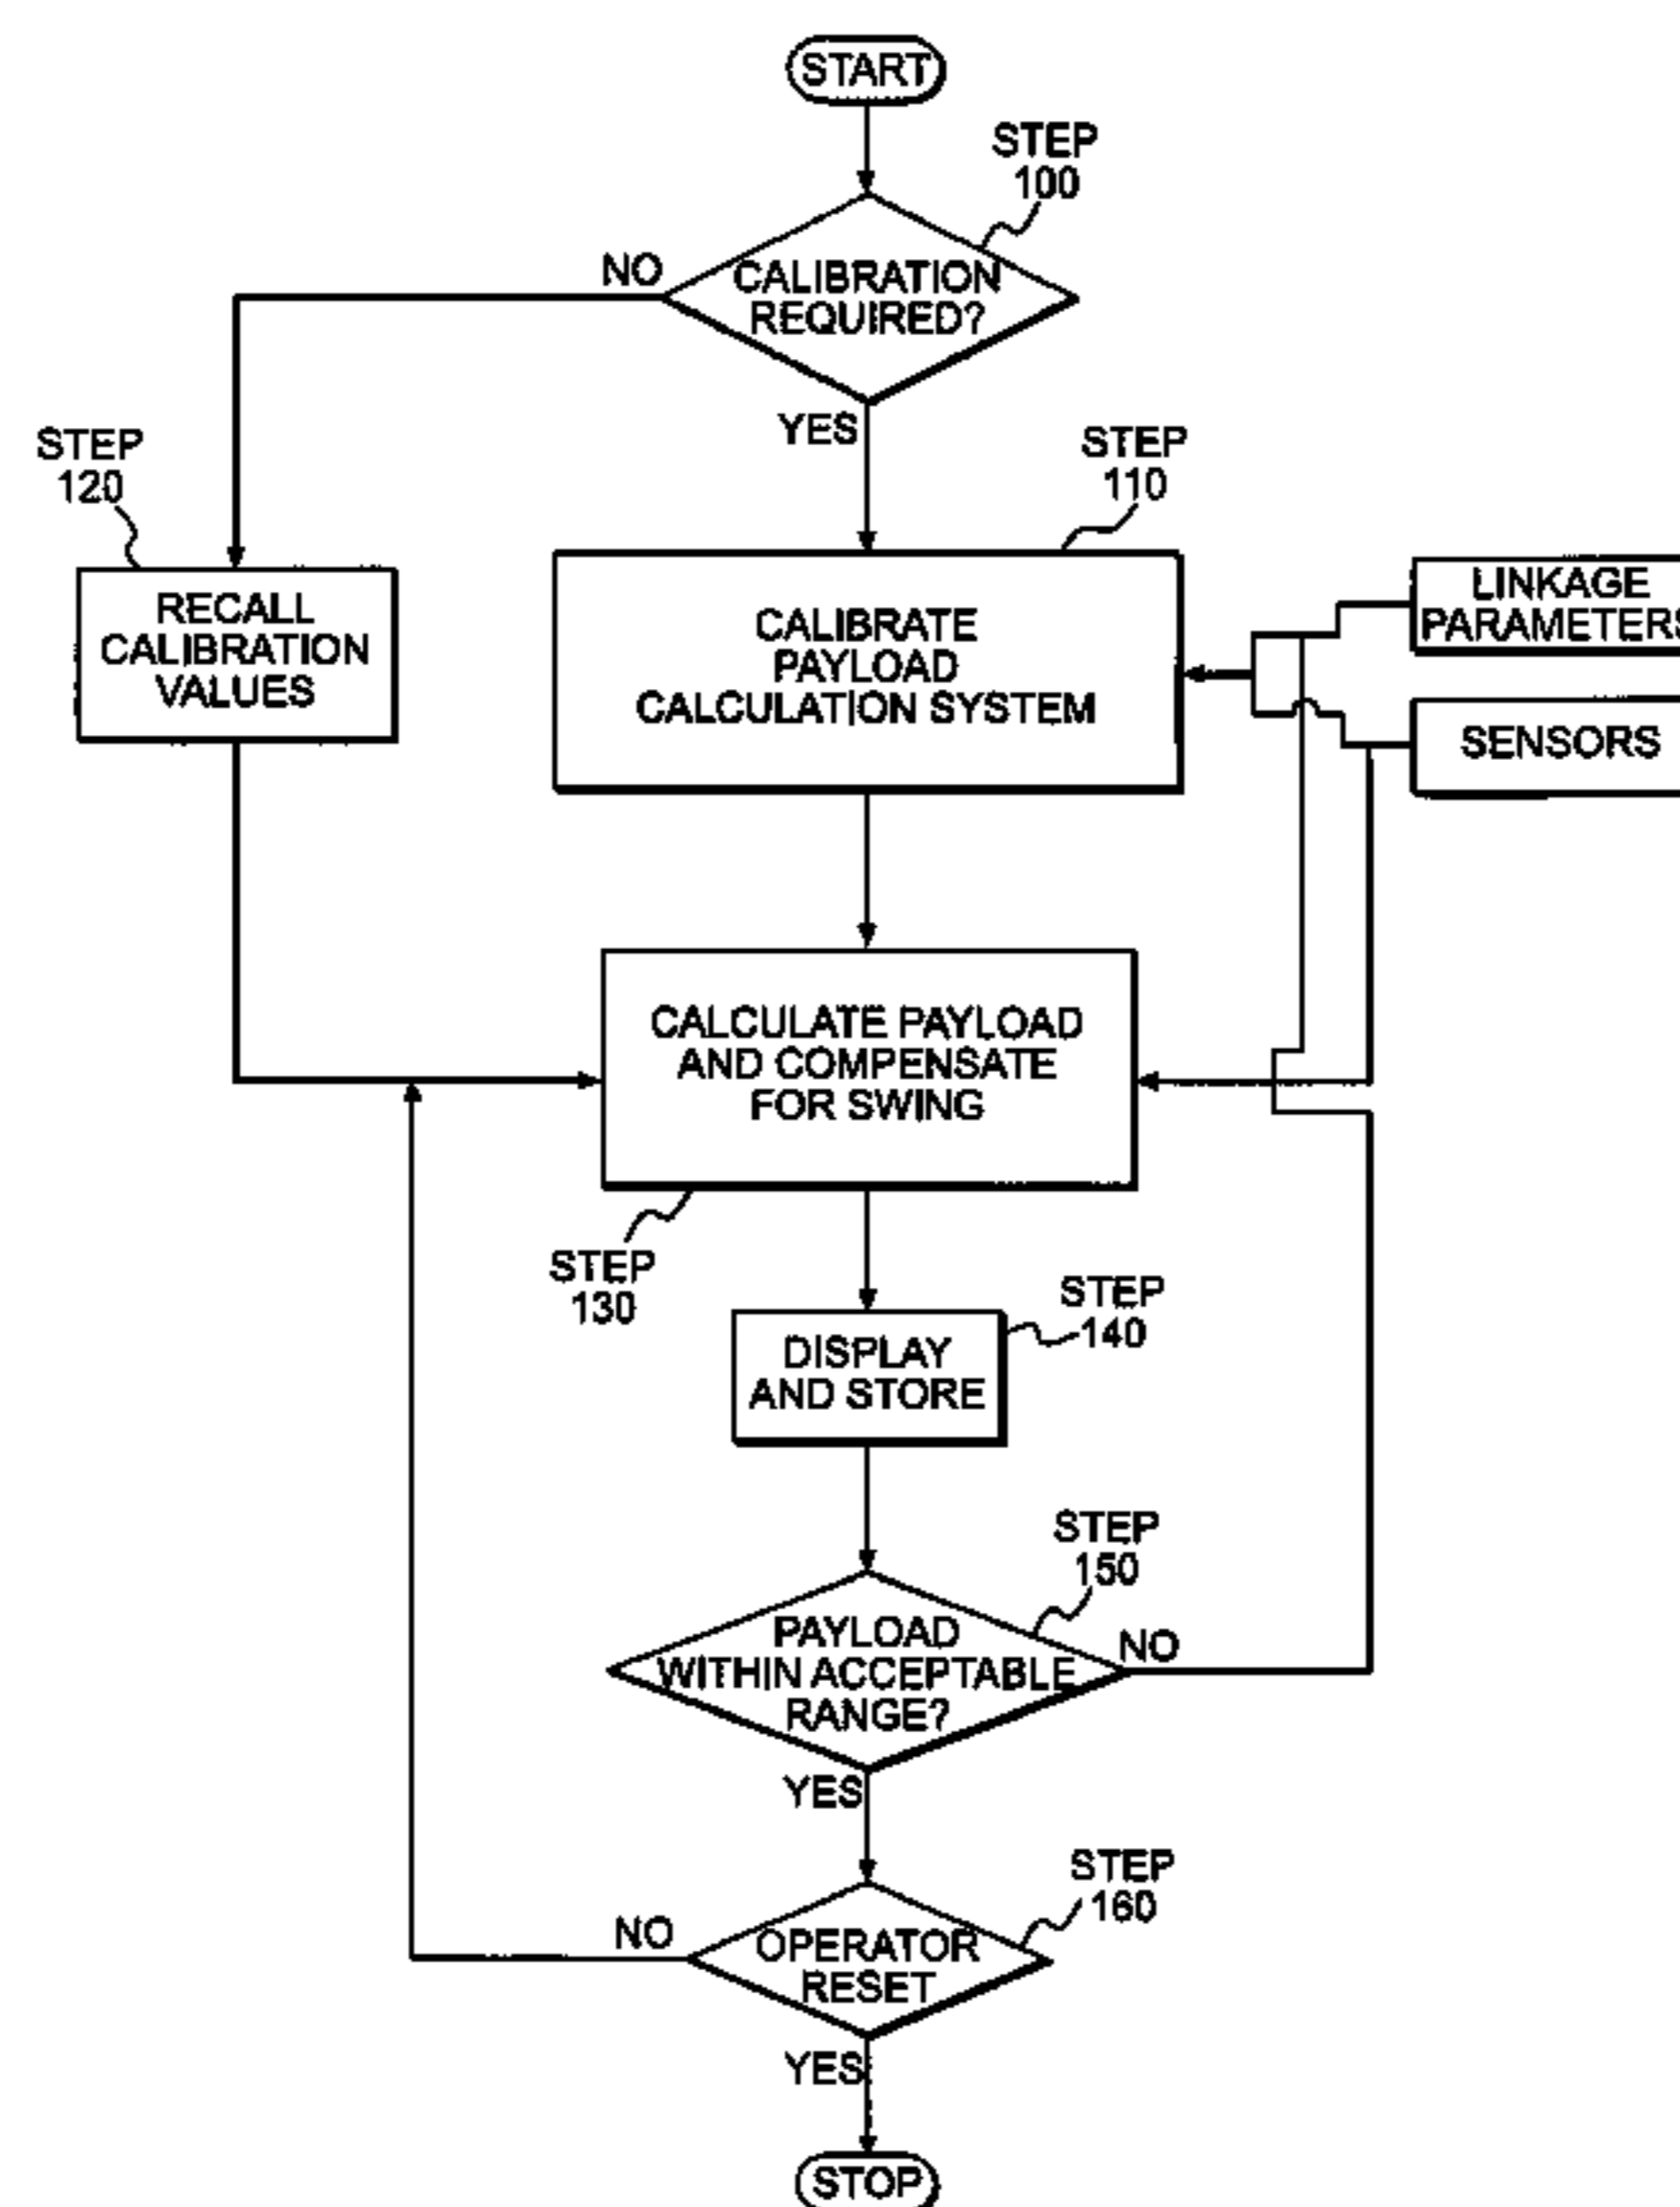 START
STEP
100
NO
CALIBRATION
REQUIRED?
YES
STEP
110
STEP
120
RECALL
CALIBRATION
VALUES
CALIBRATE
PAYLOAD
CALCULATION SYSTEM
LINKAGE
PARAMETERS
SENSORS
CALCULATE PAYLOAD
AND COMPENSATE
FOR SWING
STEP
130
STEP
140
DISPLAY
AND STORE
STEP
150
PAYLOAD
WITHIN ACCEPTABLE
RANGE?
NO
YES
STEP
160
NO
OPERATOR
RESET
YES
STOP